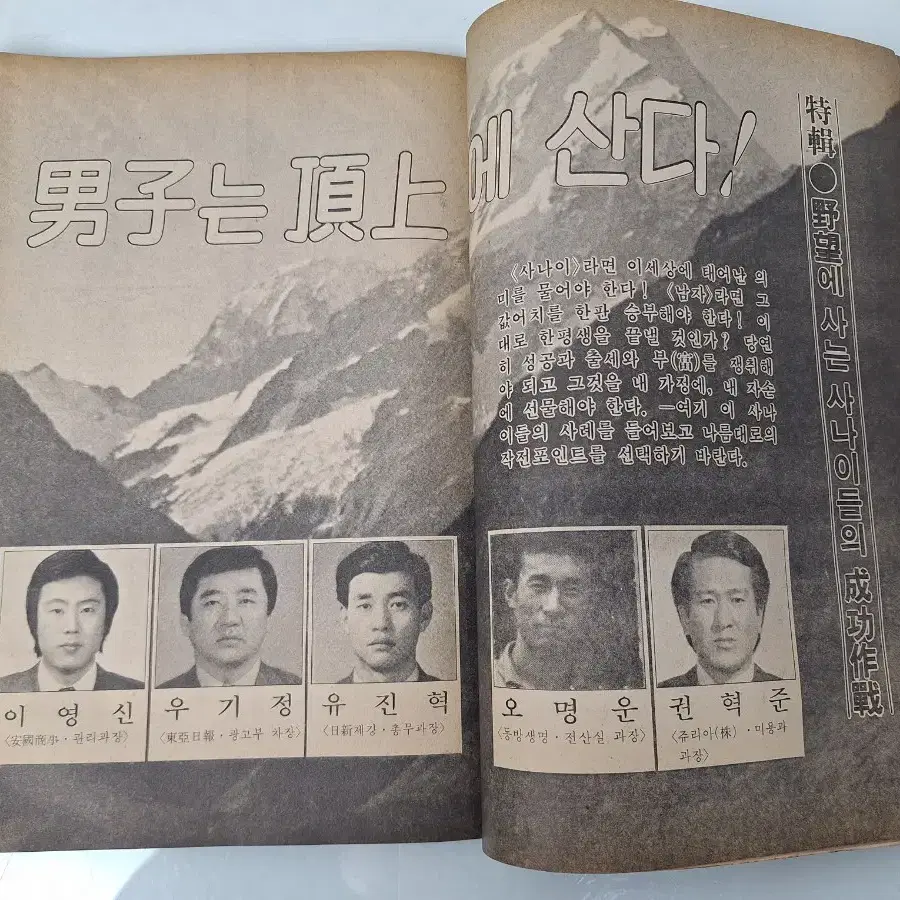 男子는 頂上에 산다!
特輯●野望에 사는 사나이들의 成功作戰
〈사나이〉라면 이세상에 태어난 의
미를 물어야 한다! 〈남자〉라면 그
값어치를 한판 승부해야 한다! 이
대로 한평생을 끝낼 것인가? 당연
히 성공과 출세와 부(富)를 쟁취해
야 되고 그것을 내 가정에, 내 자손
에 선물해야 한다. —여기 이 사나
이들의 사례를 들어보고 나름대로의
작전포인트를 선택하기 바란다.
이영신
〈安國商事・관리과장〉
우기정
〈東亞日報・광고부 차장〉
유진혁
〈日新제강・총무과장〉
오명운
〈동방생명・전산실 과장〉
권혁준
〈쥬리아(株)・미용과
과장〉